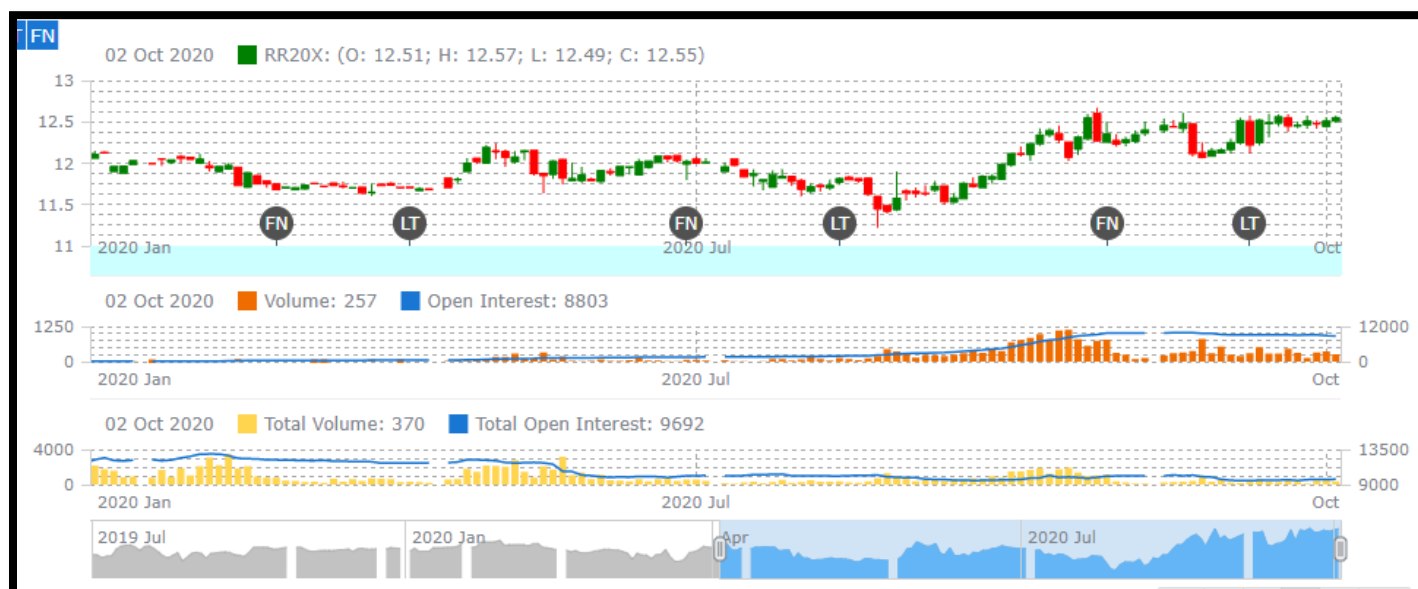 FN
02 Oct 2020 RR20X: (O: 12.51; H: 12.57; L: 12.49; C: 12.55)
13
12.5
12
11.5
FN LT FN LT FN LT
11
2020 Jan 2020 Jul Oct
02 Oct 2020 Volume: 257 Open Interest: 8803
1250 12000
0 0
2020 Jan 2020 Jul Oct
02 Oct 2020 Total Volume: 370 Total Open Interest: 9692
4000 13500
0 9000
2020 Jan 2020 Jul Oct
2019 Jul 2020 Jan Apr 2020 Jul